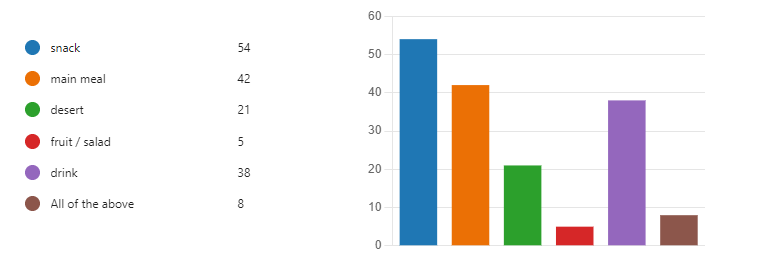 snack 54
main meal 42
desert 21
fruit / salad 5
drink 38
All of the above 8
60
50
40
30
20
10
0